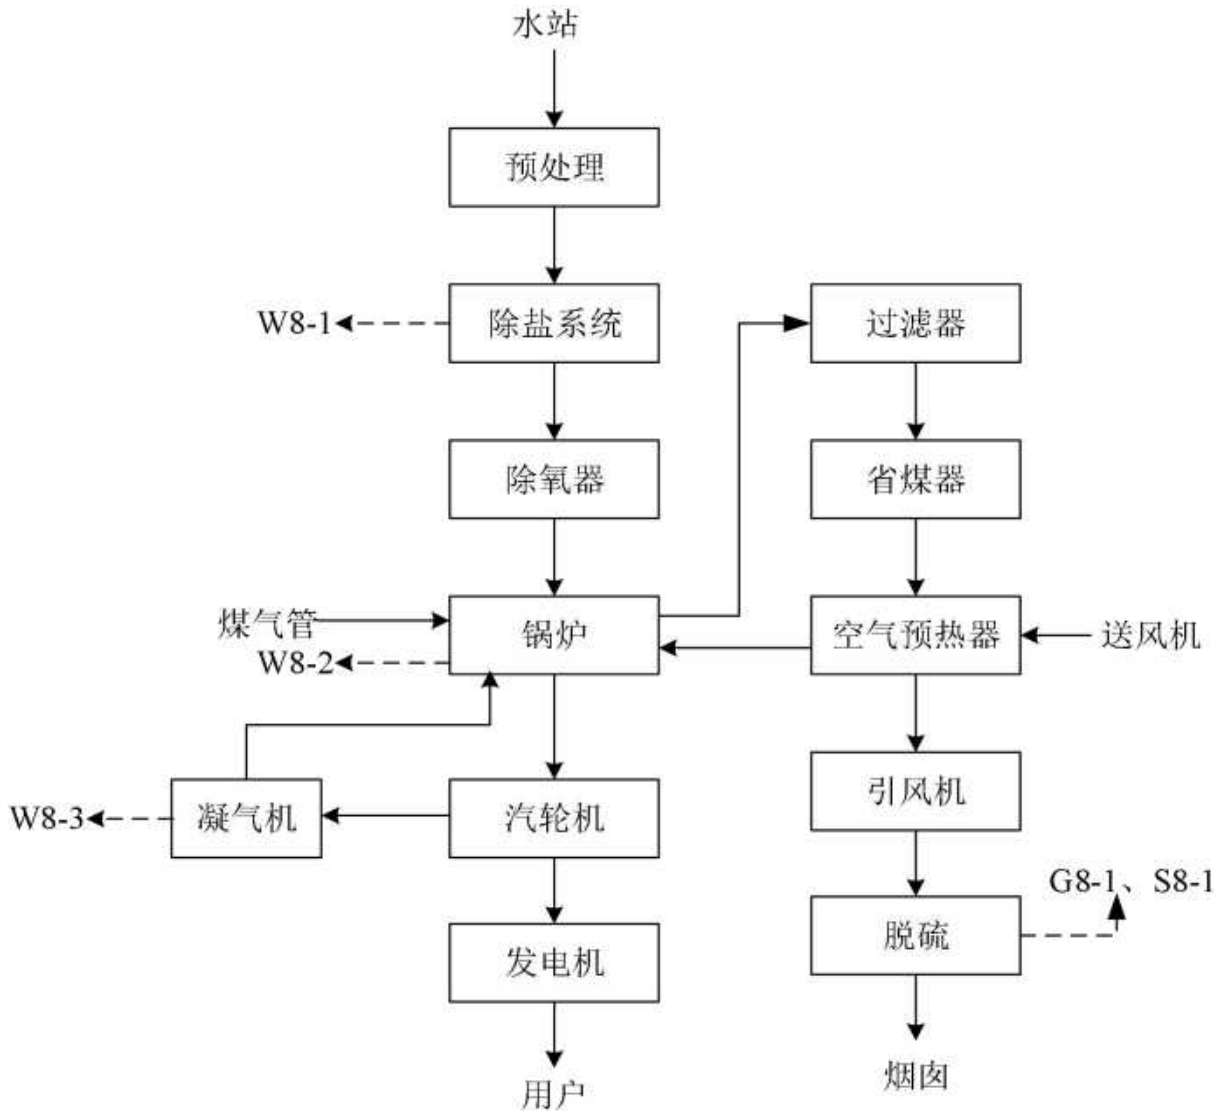 水站
预处理
W8-1
除盐系统
过滤器
除氧器
省煤器
煤气管
锅炉
空气预热器
送风机
W8-2
引风机
W8-3
凝气机
汽轮机
G8-1、S8-1
脱硫
发电机
烟囱
用户